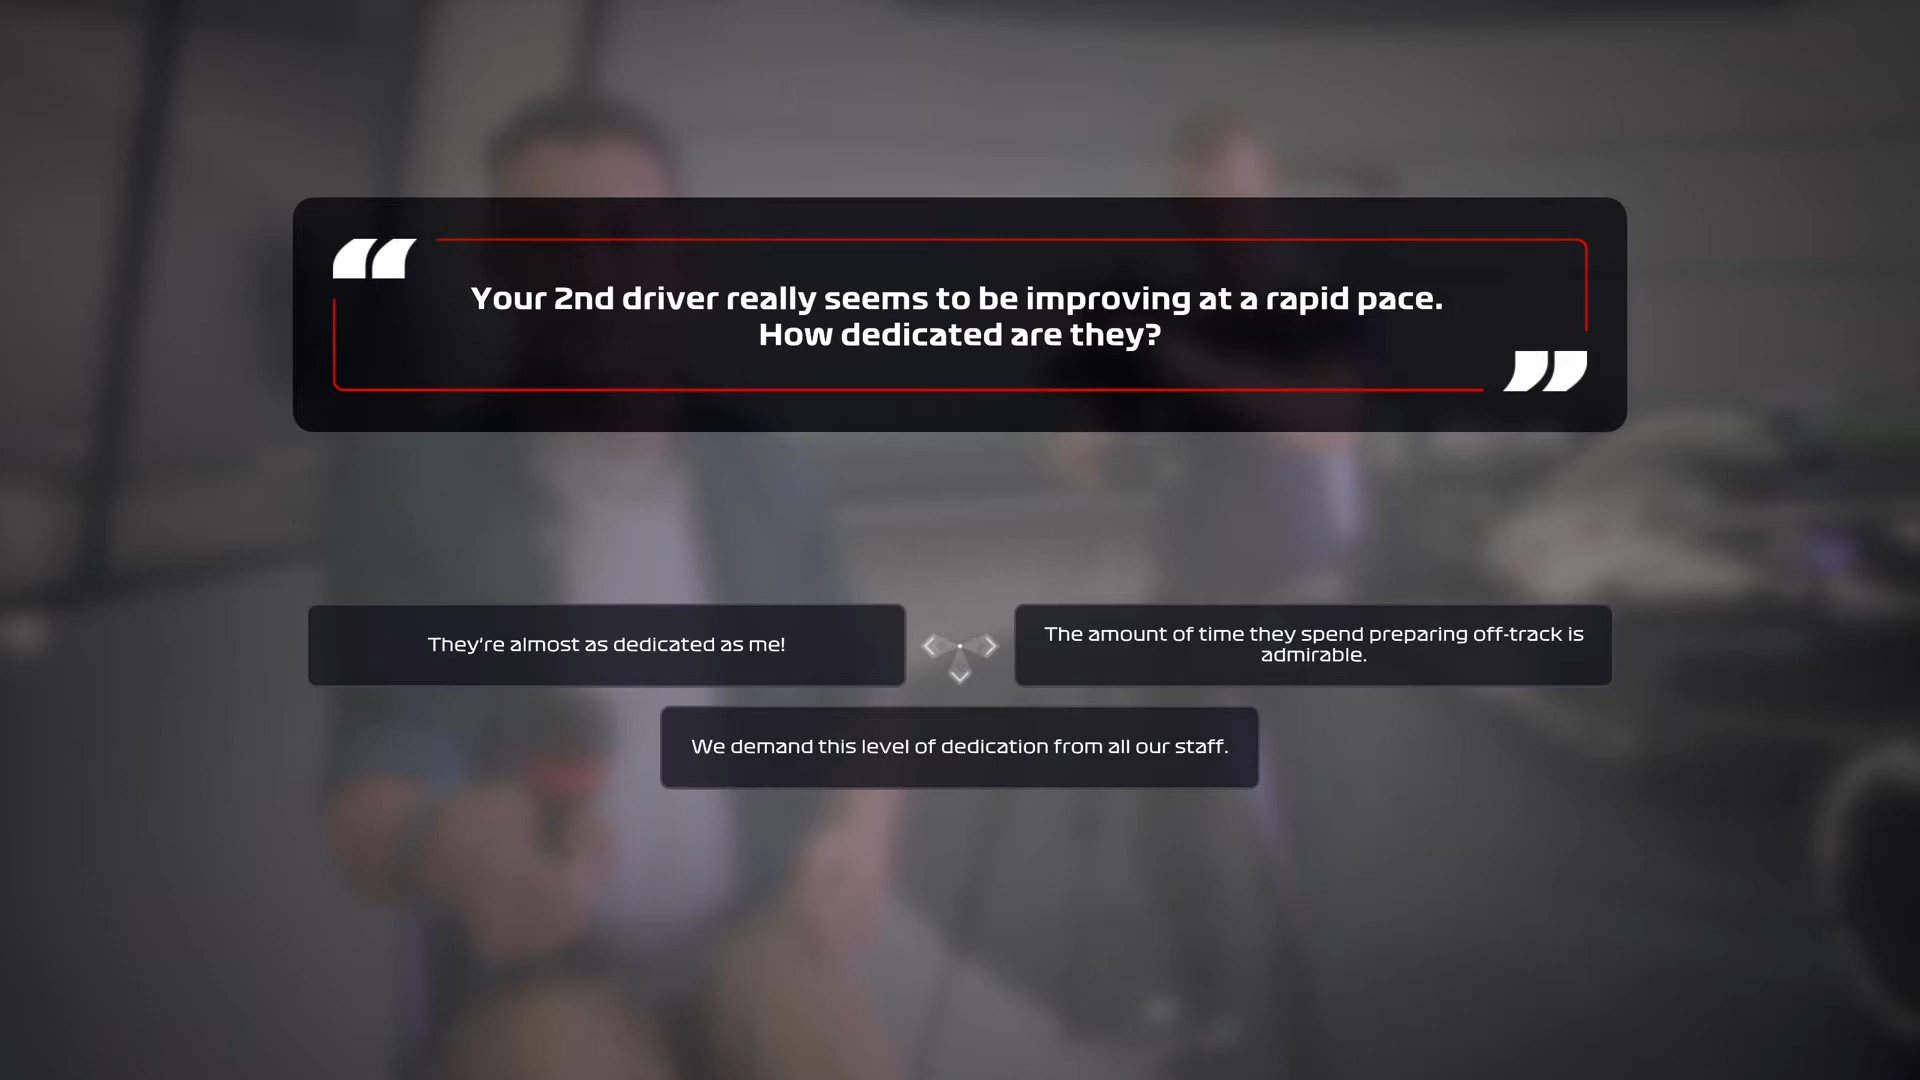 Your 2nd driver really seems to be improving at a rapid pace.
How dedicated are they?
They're almost as dedicated as me!
The amount of time they spend preparing off-track is
admirable.
We demand this level of dedication from all our staff.